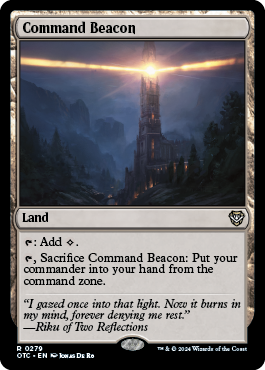 Command Beacon
Land
: Add .
, Sacrifice Command Beacon: Put your
commander into your hand from the
command zone.
“I gazed once into that light. Now it burns in
my mind, forever denying me rest.”
—Riku of Two Reflections
R 0279
OTC • EN Jonas De Ro
™ & © 2024 Wizards of the Coast